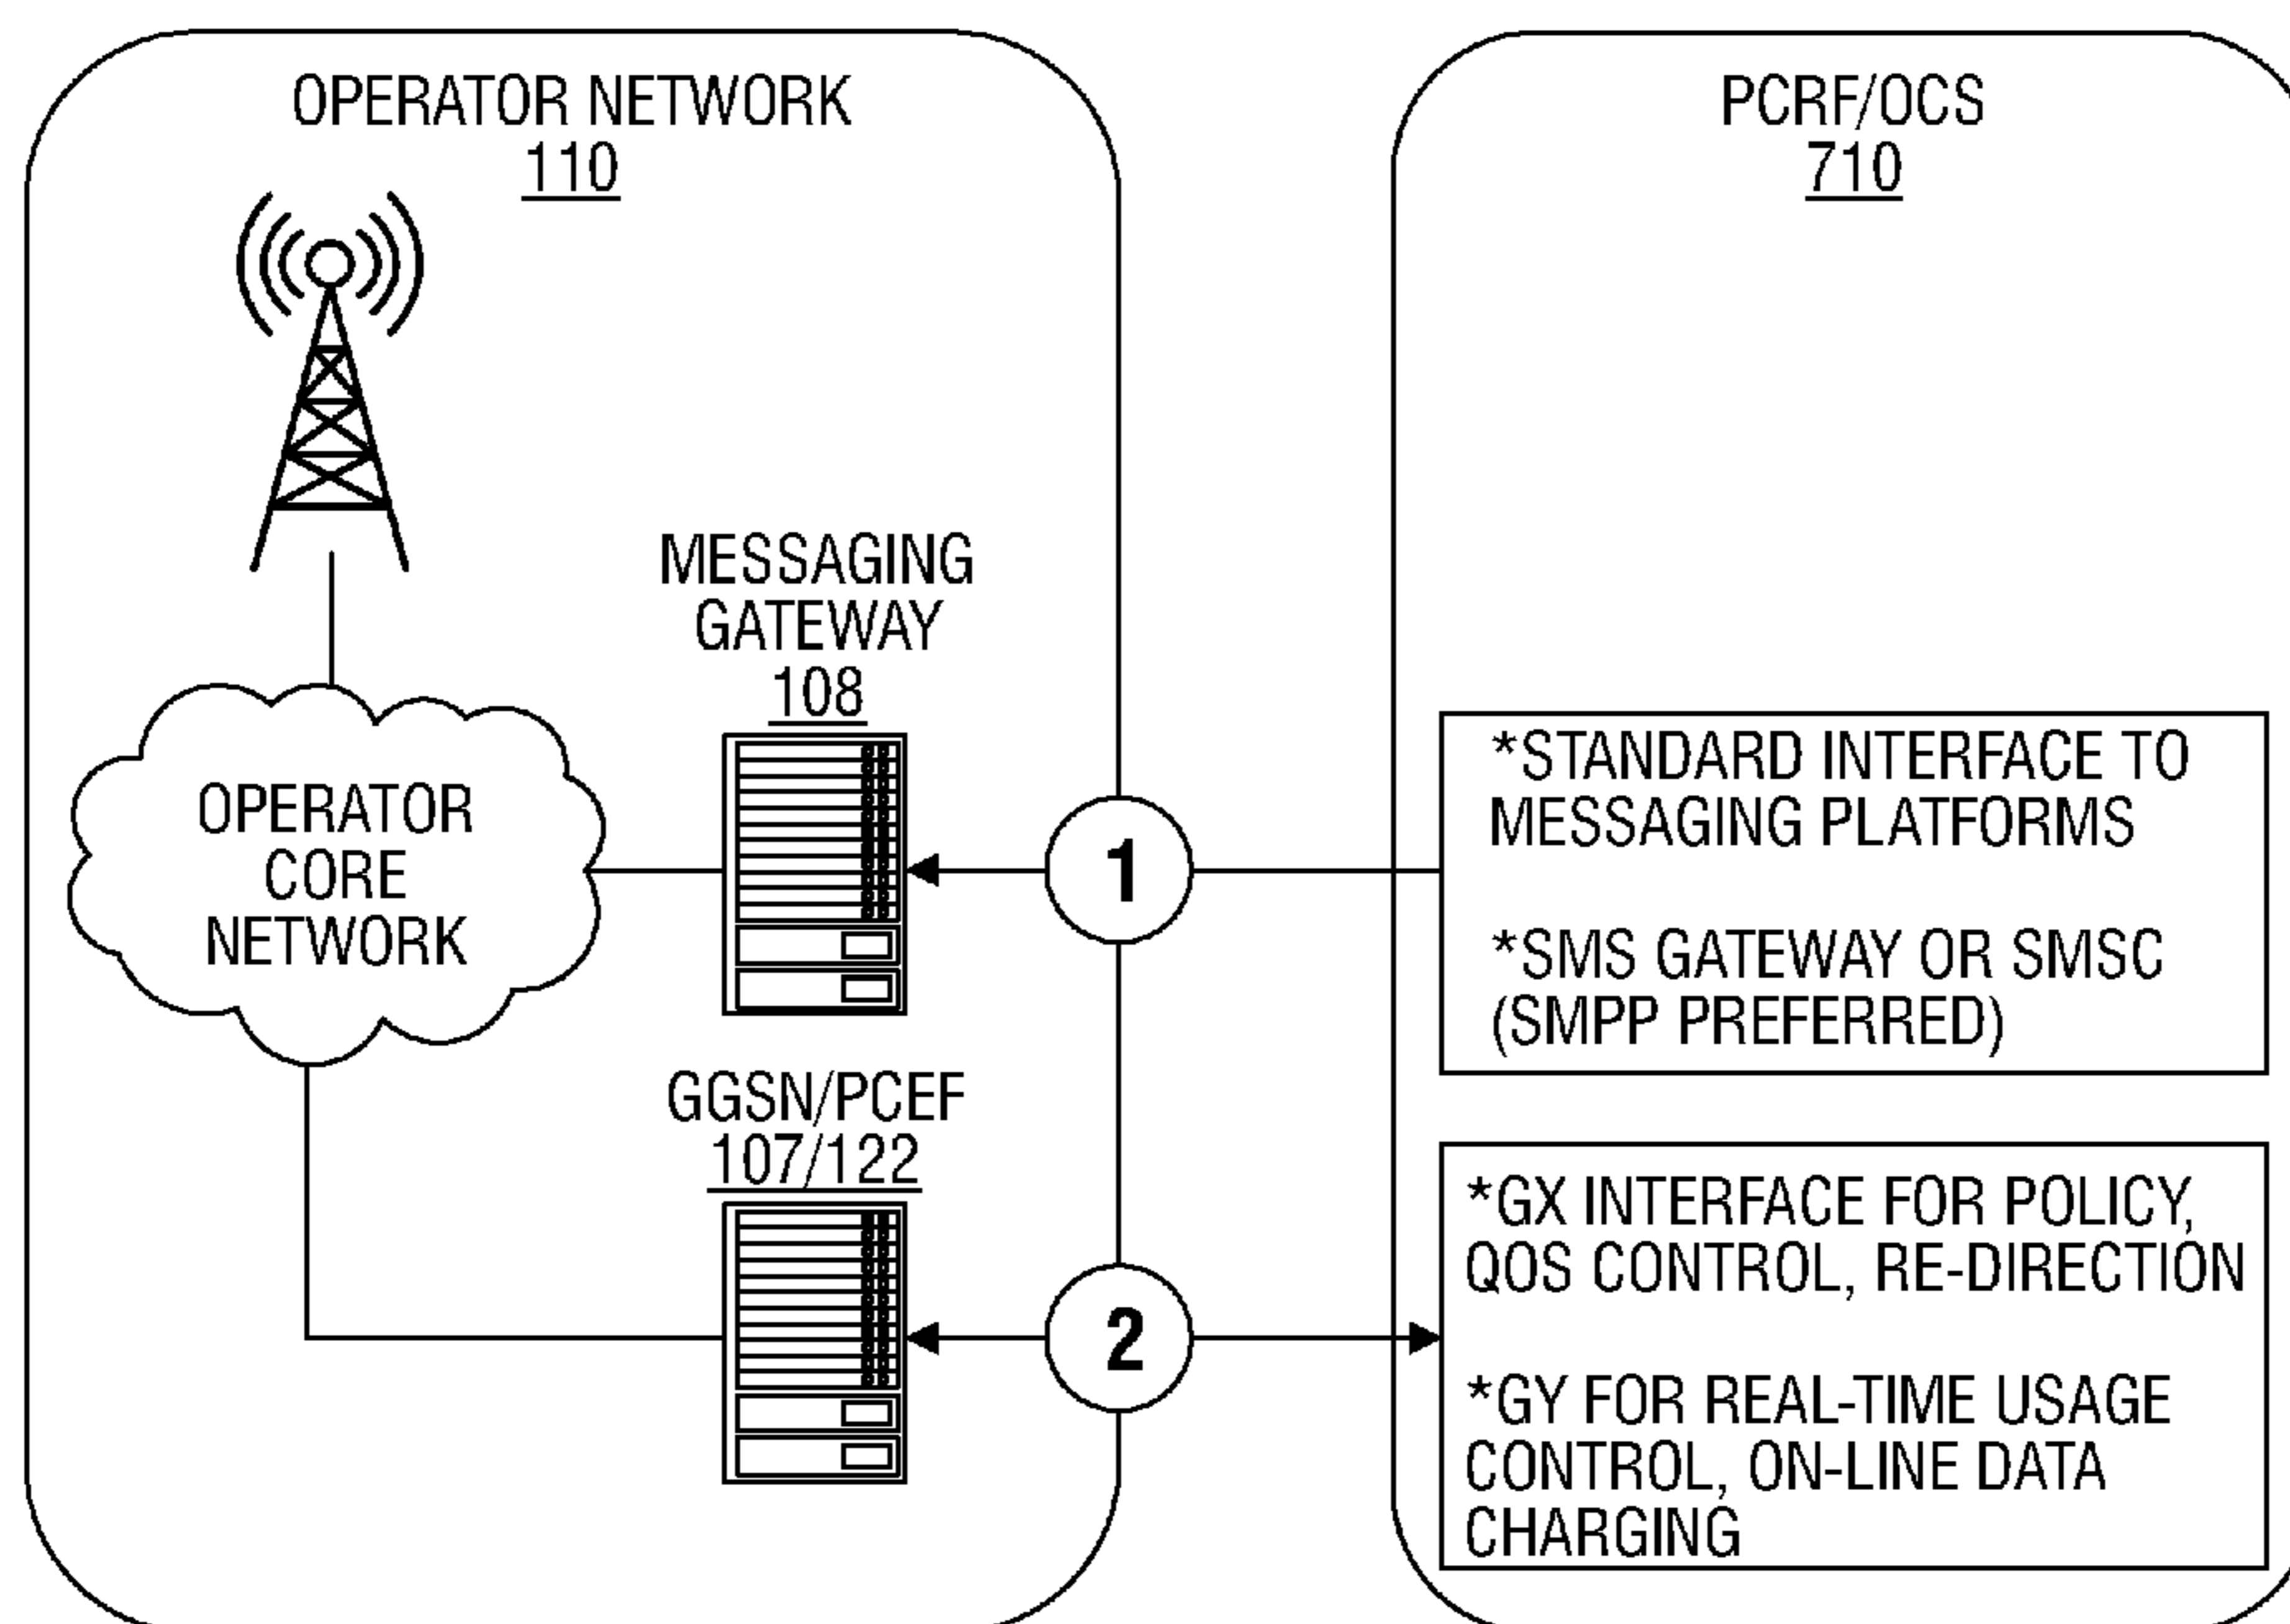 OPERATOR NETWORK
110
MESSAGING
GATEWAY
108
OPERATOR
CORE
NETWORK
GGSN/PCEF
107/122
1
2
PCRF/OCS
710
*STANDARD INTERFACE TO
MESSAGING PLATFORMS
*SMS GATEWAY OR SMSC
(SMPP PREFERRED)
*GX INTERFACE FOR POLICY,
QOS CONTROL, RE-DIRECTION
*GY FOR REAL-TIME USAGE
CONTROL, ON-LINE DATA
CHARGING